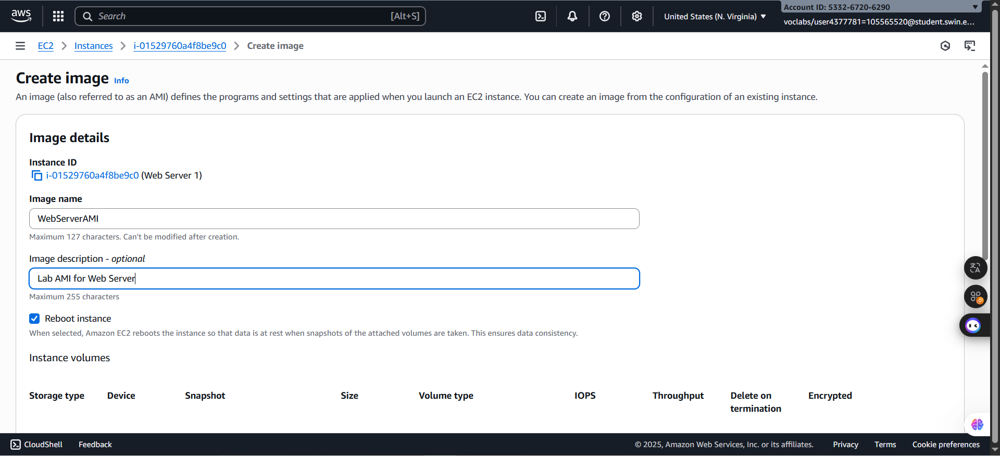 aws
Search [Alt+S]
United States (N. Virginia)
Account ID: 5332-6720-6290
voclabs/user4377781=105565520@student.swin.e...
EC2 Instances i-01529760a4f8be9c0 Create image
Create image Info
An image (also referred to as an AMI) defines the programs and settings that are applied when you launch an EC2 instance. You can create an image from the configuration of an existing instance.
Image details
Instance ID
i-01529760a4f8be9c0 (Web Server 1)
Image name
WebServerAMI
Maximum 127 characters. Can't be modified after creation.
Image description - optional
Lab AMI for Web Server
Maximum 255 characters
Reboot instance
When selected, Amazon EC2 reboots the instance so that data is at rest when snapshots of the attached volumes are taken. This ensures data consistency.
Instance volumes
Storage type Device Snapshot Size Volume type IOPS Throughput Delete on termination Encrypted
CloudShell Feedback © 2025, Amazon Web Services, Inc. or its affiliates. Privacy Terms Cookie preferences